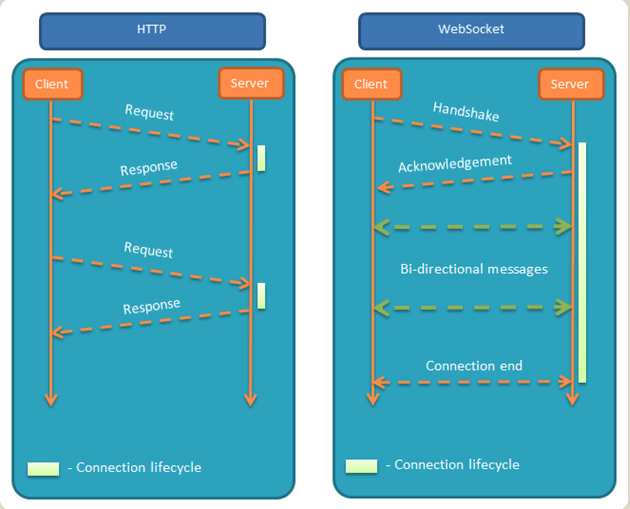 HTTP
Client
Server
Request
Response
Request
Response
- Connection lifecycle
WebSocket
Client
Server
Handshake
Acknowledgement
Bi-directional messages
Connection end
- Connection lifecycle